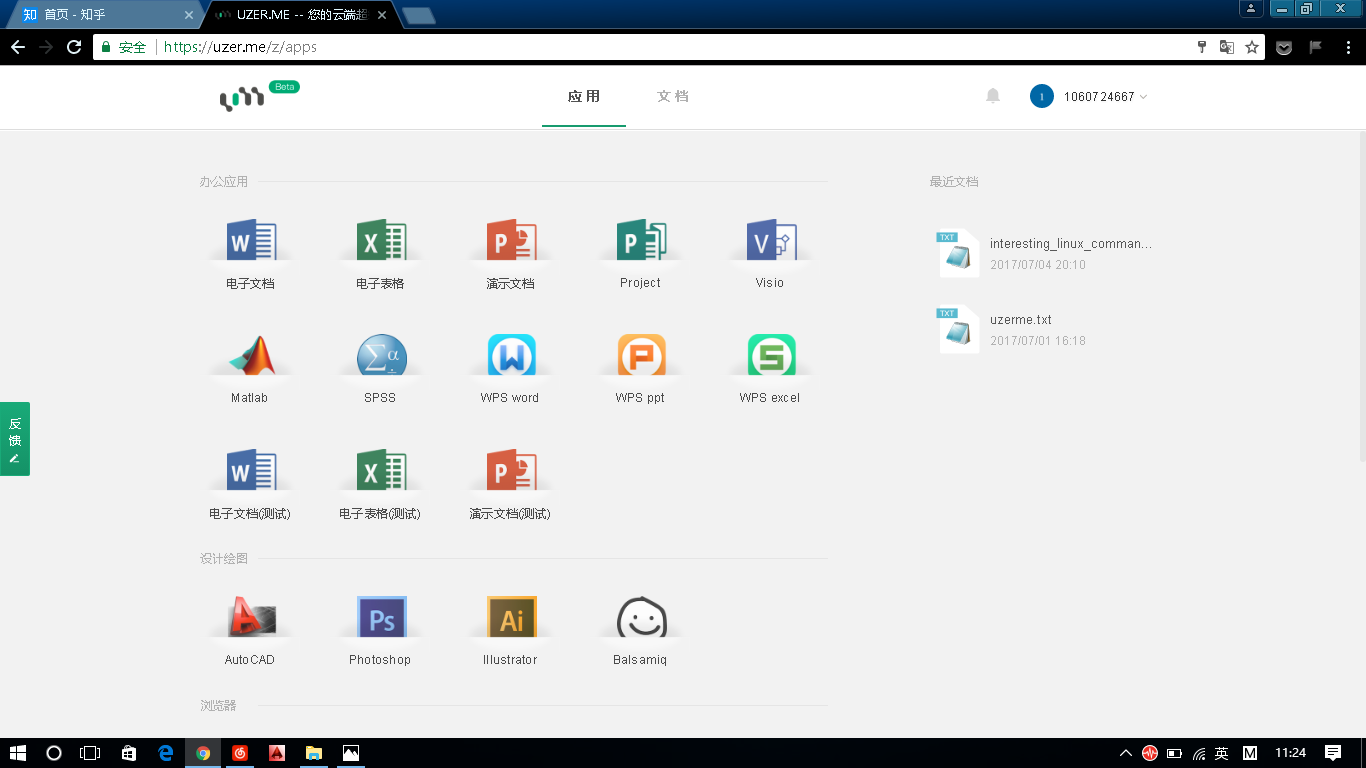 知 首页 - 知乎
UZER.ME -- 您的云端超
安全
https://uzer.me/z/apps
Beta
应用
文档
1
1060724667
办公应用
最近文档
W
X
P
P
V
电子文档
电子表格
演示文档
Project
Visio
TXT
interesting_linux_comman...
2017/07/04 20:10
TXT
uzerme.txt
2017/07/01 16:18
Σα
W
P
S
Matlab
SPSS
WPS word
WPS ppt
WPS excel
反馈
W
X
P
电子文档(测试)
电子表格(测试)
演示文档(测试)
设计绘图
A
Ps
Ai
AutoCAD
Photoshop
Illustrator
Balsamiq
浏览器
英
M
11:24